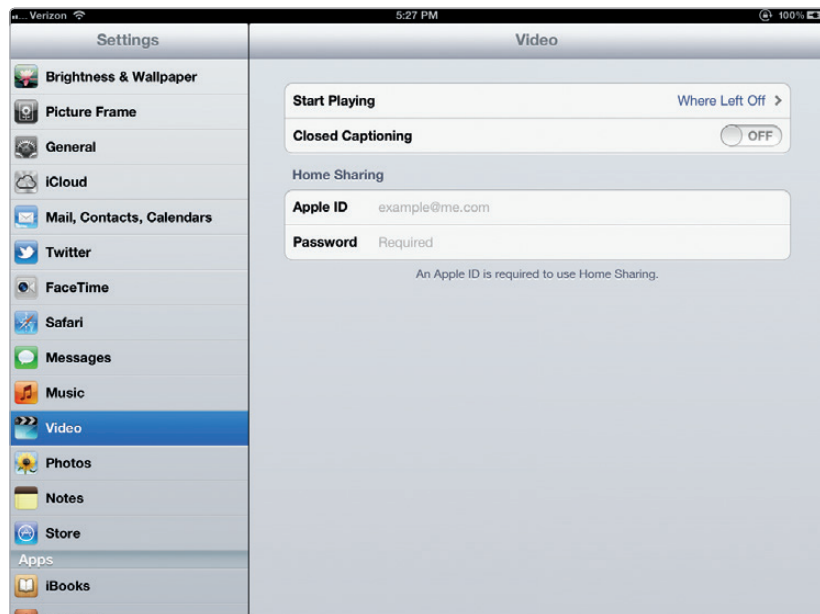 Verizon 5:27 PM 100%
Settings
Video
Brightness & Wallpaper
Picture Frame
General
iCloud
Mail, Contacts, Calendars
Twitter
FaceTime
Safari
Messages
Music
Video
Photos
Notes
Store
Apps
iBooks
Start Playing Where Left Off >
Closed Captioning OFF
Home Sharing
Apple ID example@me.com
Password Required
An Apple ID is required to use Home Sharing.